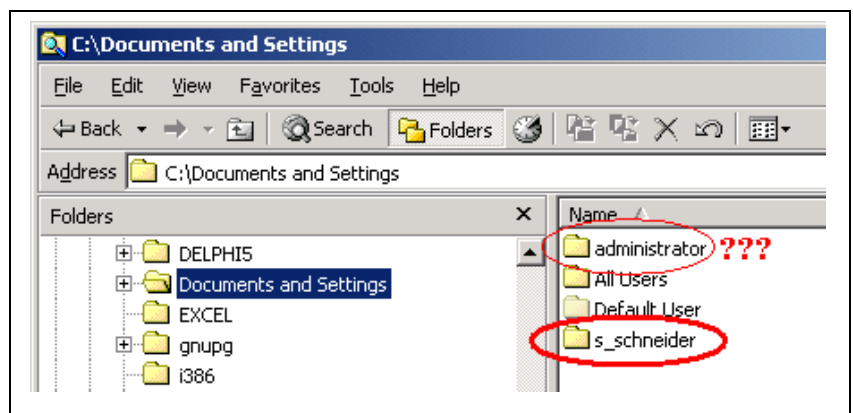 C:\Documents and Settings
File Edit View Favorites Tools Help
Back Search Folders
Address C:\Documents and Settings
Folders
DELPHI5
Documents and Settings
EXCEL
gnupg
i386
Name
administrator ???
All Users
Default User
s_schneider